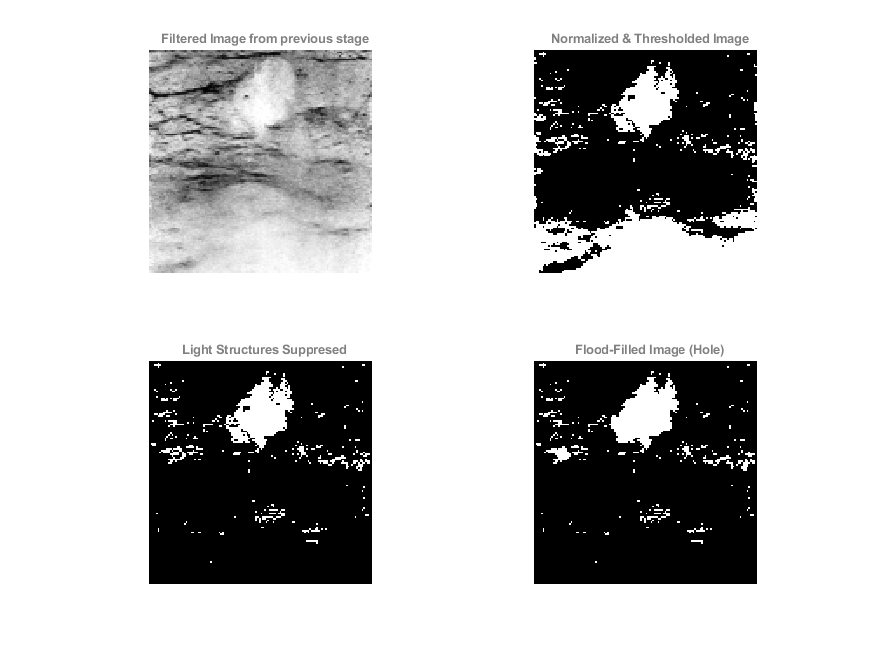 Filtered Image from previous stage
Normalized & Thresholded Image
Light Structures Suppresed
Flood-Filled Image (Hole)